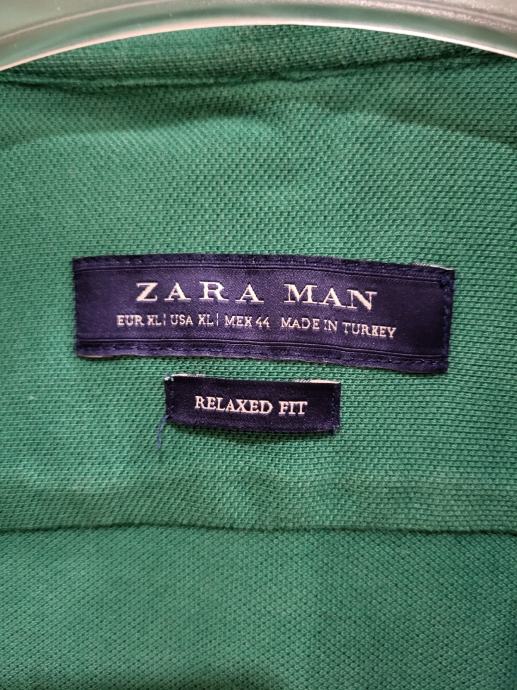 ZARA MAN
EUR XL | USA XL | MEX 44 MADE IN TURKEY
RELAXED FIT